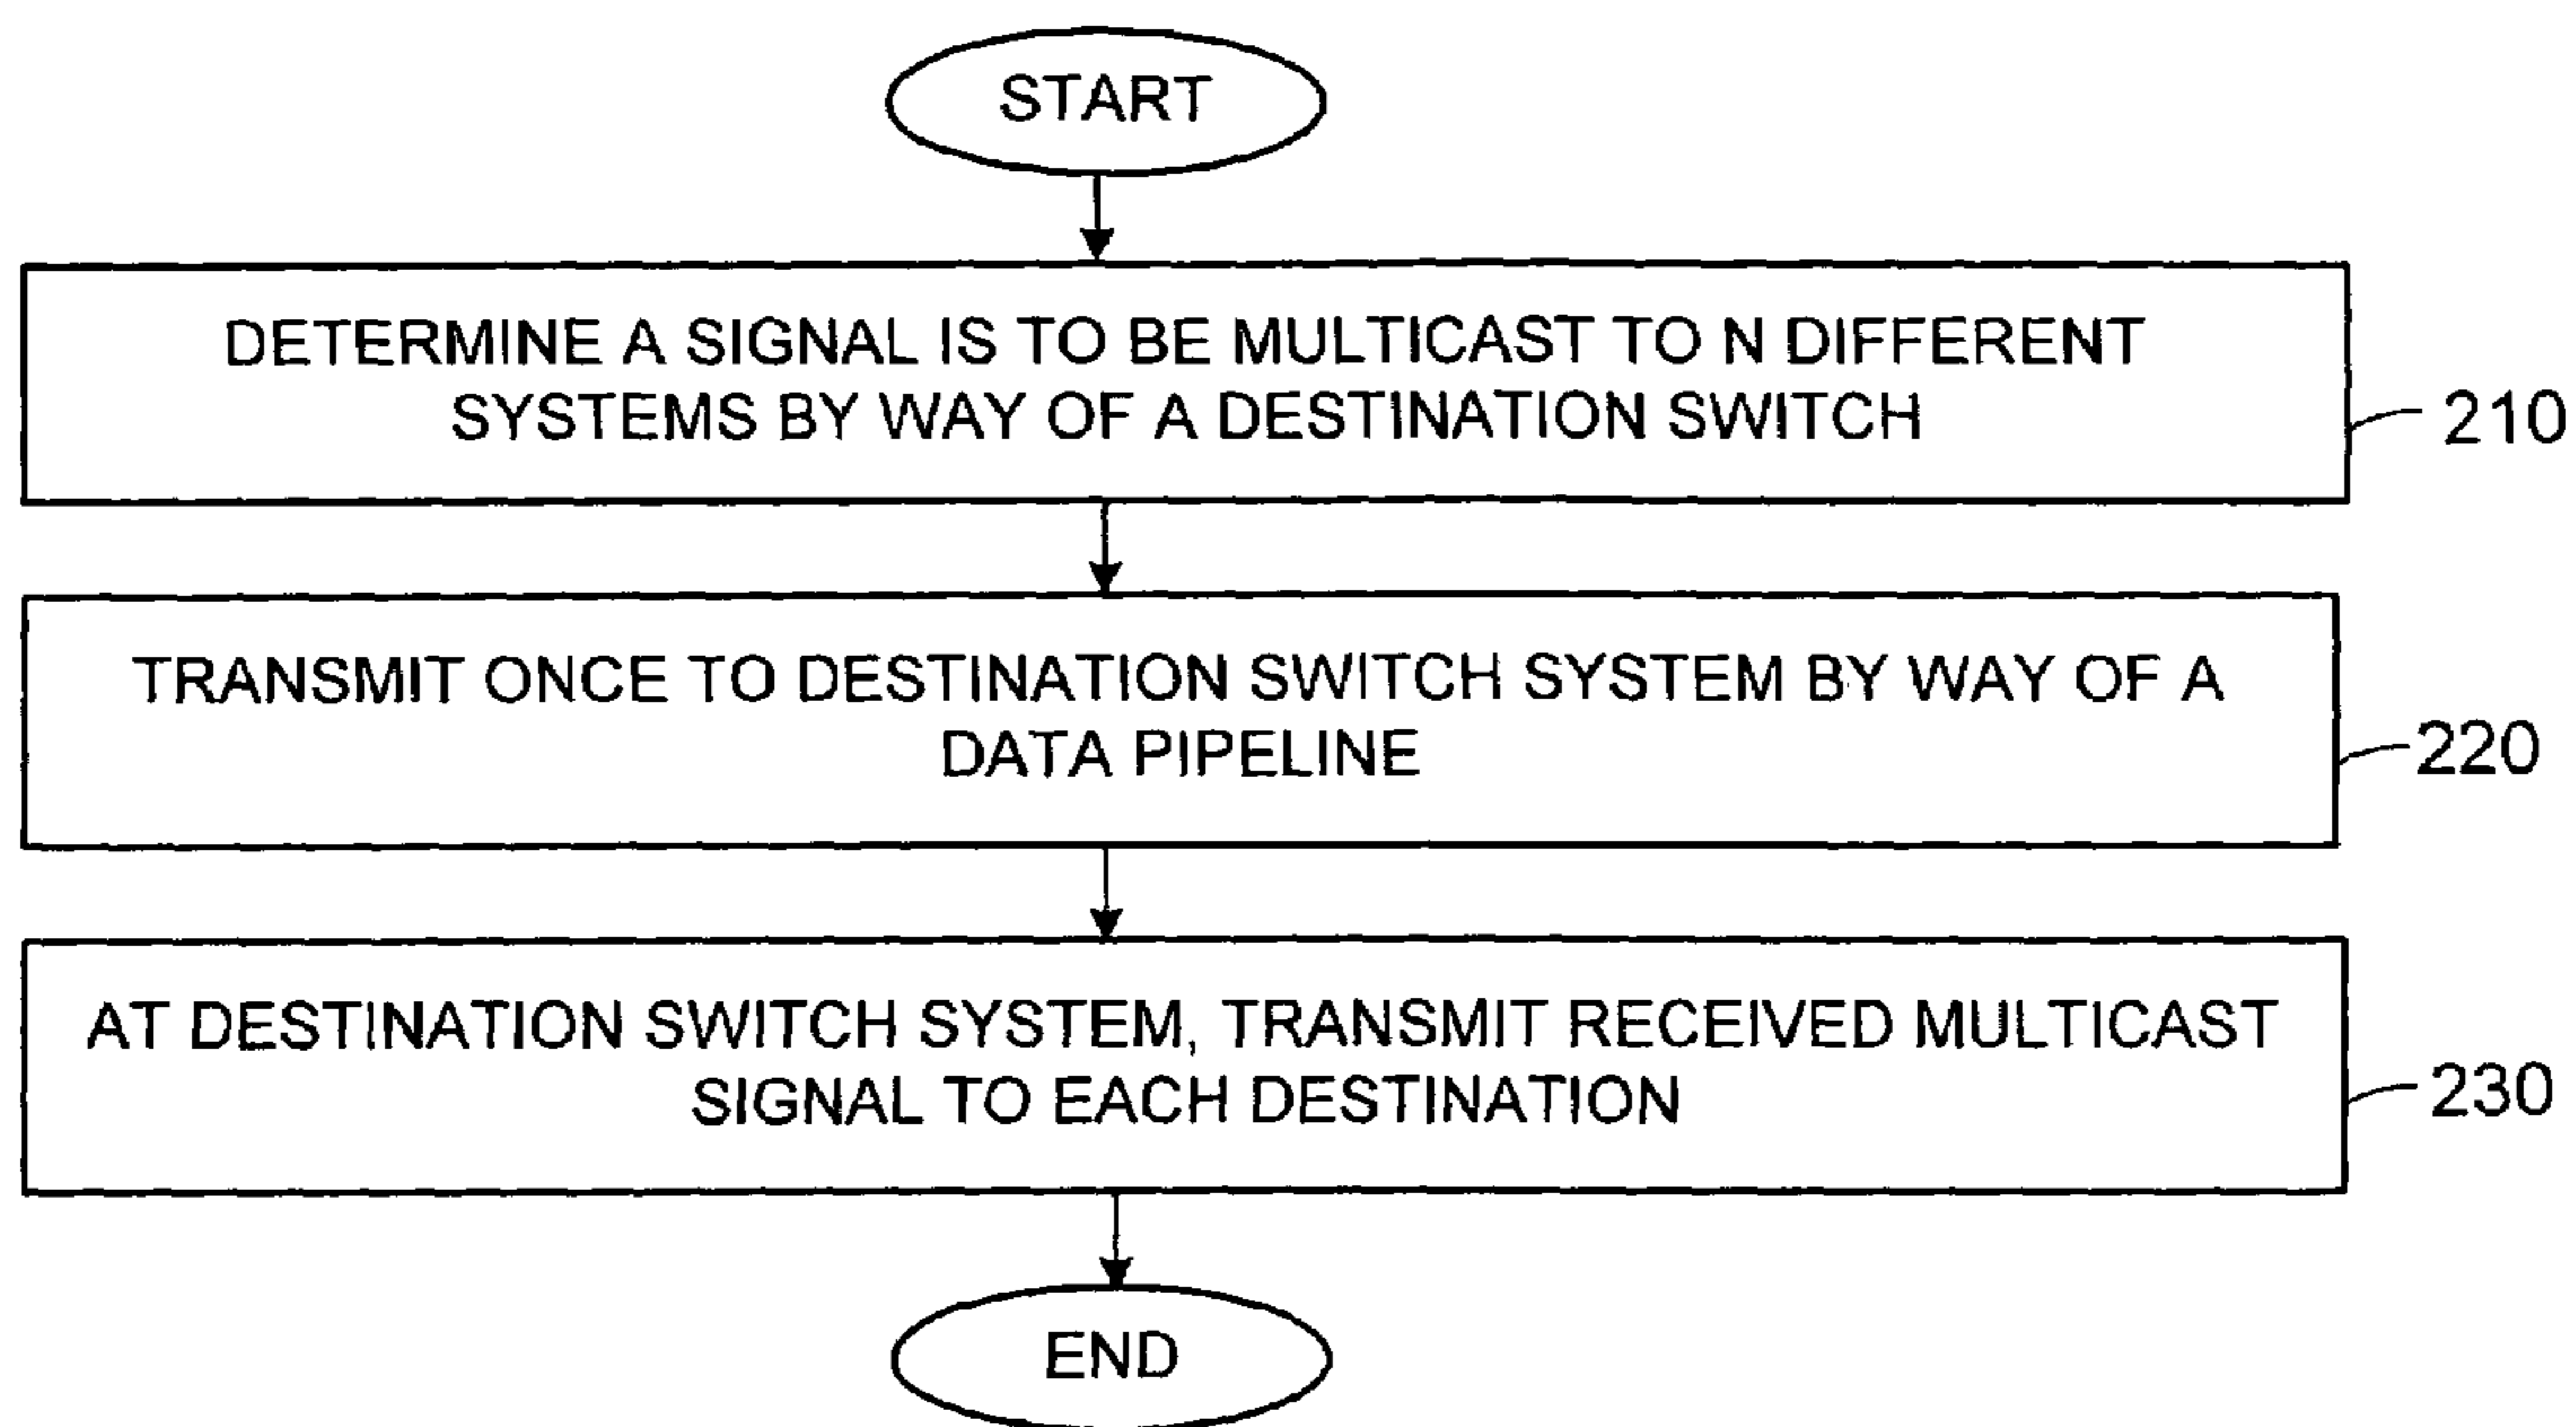 START
DETERMINE A SIGNAL IS TO BE MULTICAST TO N DIFFERENT
SYSTEMS BY WAY OF A DESTINATION SWITCH
210
TRANSMIT ONCE TO DESTINATION SWITCH SYSTEM BY WAY OF A
DATA PIPELINE
220
AT DESTINATION SWITCH SYSTEM, TRANSMIT RECEIVED MULTICAST
SIGNAL TO EACH DESTINATION
230
END